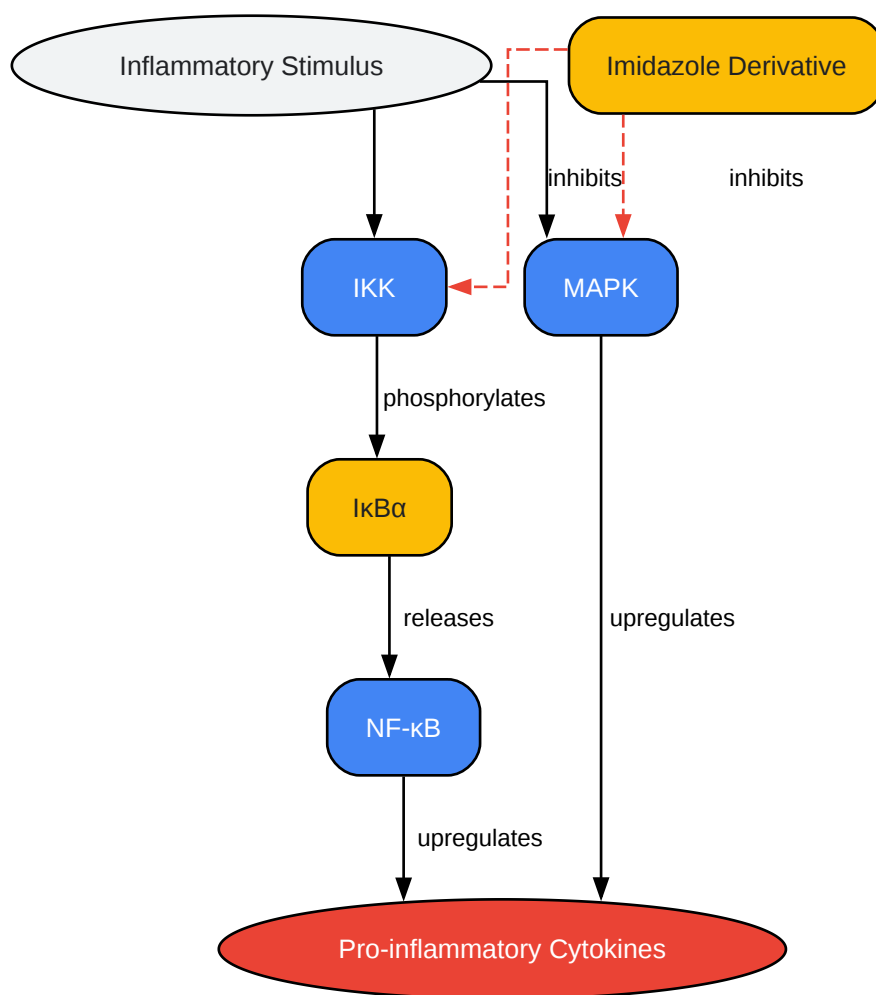 Inflammatory Stimulus
Imidazole Derivative
inhibits
inhibits
IKK
MAPK
phosphorylates
IκBα
releases
upregulates
NF-κB
upregulates
Pro-inflammatory Cytokines